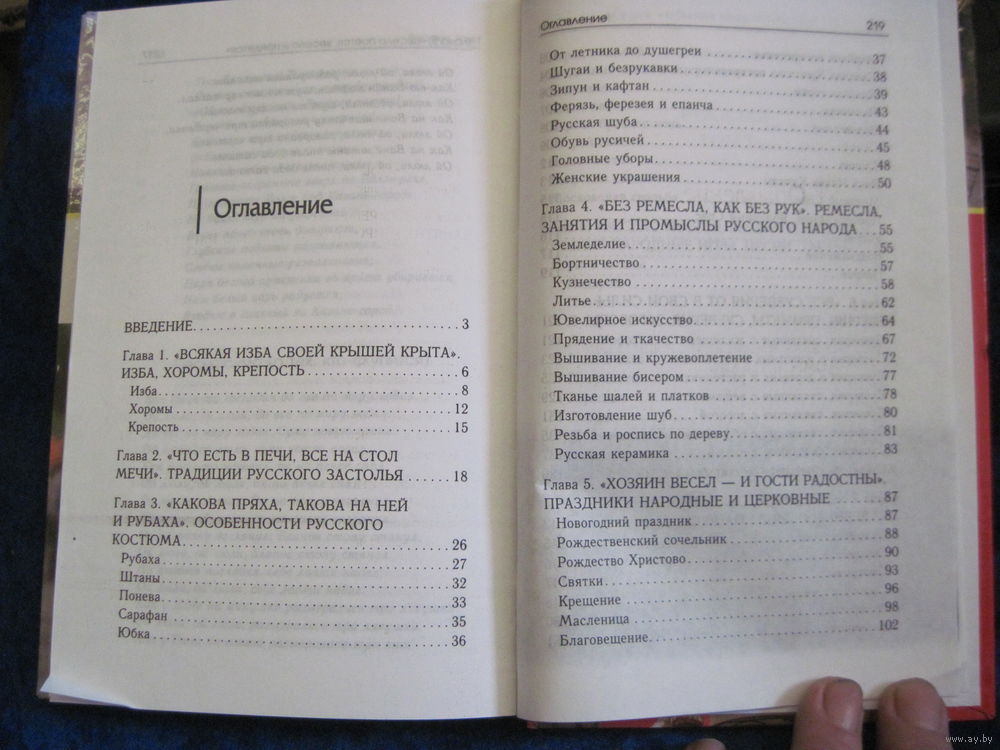 Оглавление
ВВЕДЕНИЕ. . . . . . . . . . . . . . . . . . . . . . . . . . . . . . . . 3
Глава 1. «ВСЯКАЯ ИЗБА СВОЕЙ КРЫШЕЙ КРЫТА».
ИЗБА, ХОРОМЫ, КРЕПОСТЬ . . . . . . . . . . . . . . . . . . 6
Изба. . . . . . . . . . . . . . . . . . . . . . . . . . . . . . . . . . . . . 8
Хоромы . . . . . . . . . . . . . . . . . . . . . . . . . . . . . . . . . 12
Крепость . . . . . . . . . . . . . . . . . . . . . . . . . . . . . . . . 15
Глава 2. «ЧТО ЕСТЬ В ПЕЧИ, ВСЕ НА СТОЛ
МЕЧИ». ТРАДИЦИИ РУССКОГО ЗАСТОЛЬЯ . . . . . . . 18
Глава 3. «КАКОВА ПРЯХА, ТАКОВА НА НЕЙ
И РУБАХА». ОСОБЕННОСТИ РУССКОГО
КОСТЮМА. . . . . . . . . . . . . . . . . . . . . . . . . . . . . . . 26
Рубаха . . . . . . . . . . . . . . . . . . . . . . . . . . . . . . . . . . 27
Штаны. . . . . . . . . . . . . . . . . . . . . . . . . . . . . . . . . . 32
Понева. . . . . . . . . . . . . . . . . . . . . . . . . . . . . . . . . . 33
Сарафан . . . . . . . . . . . . . . . . . . . . . . . . . . . . . . . . 35
Юбка . . . . . . . . . . . . . . . . . . . . . . . . . . . . . . . . . . . 36
Оглавление 219
От летника до душегреи . . . . . . . . . . . . . . . . . . . . 37
Шугаи и безрукавки. . . . . . . . . . . . . . . . . . . . . . . . 38
Зипун и кафтан . . . . . . . . . . . . . . . . . . . . . . . . . . . 39
Ферязь, ферезея и епанча . . . . . . . . . . . . . . . . . . . 43
Русская шуба. . . . . . . . . . . . . . . . . . . . . . . . . . . . . 44
Обувь русичей . . . . . . . . . . . . . . . . . . . . . . . . . . . . 45
Головные уборы. . . . . . . . . . . . . . . . . . . . . . . . . . . 48
Женские украшения . . . . . . . . . . . . . . . . . . . . . . . 50
Глава 4. «БЕЗ РЕМЕСЛА, КАК БЕЗ РУК». РЕМЕСЛА,
ЗАНЯТИЯ И ПРОМЫСЛЫ РУССКОГО НАРОДА . . . 55
Земледелие . . . . . . . . . . . . . . . . . . . . . . . . . . . . . . 55
Бортничество . . . . . . . . . . . . . . . . . . . . . . . . . . . . 57
Кузнечество . . . . . . . . . . . . . . . . . . . . . . . . . . . . . 58
Литье. . . . . . . . . . . . . . . . . . . . . . . . . . . . . . . . . . . 62
Ювелирное искусство. . . . . . . . . . . . . . . . . . . . . . 64
Прядение и ткачество . . . . . . . . . . . . . . . . . . . . . . 67
Вышивание и кружевоплетение . . . . . . . . . . . . . . 72
Вышивание бисером . . . . . . . . . . . . . . . . . . . . . . . 77
Тканье шалей и платков . . . . . . . . . . . . . . . . . . . . 78
Изготовление шуб . . . . . . . . . . . . . . . . . . . . . . . . . 80
Резьба и роспись по дереву. . . . . . . . . . . . . . . . . . 81
Русская керамика . . . . . . . . . . . . . . . . . . . . . . . . . 83
Глава 5. «ХОЗЯИН ВЕСЕЛ — И ГОСТИ РАДОСТНЫ».
ПРАЗДНИКИ НАРОДНЫЕ И ЦЕРКОВНЫЕ . . . . . . 87
Новогодний праздник . . . . . . . . . . . . . . . . . . . . . . 87
Рождественский сочельник . . . . . . . . . . . . . . . . . . 88
Рождество Христово. . . . . . . . . . . . . . . . . . . . . . . 90
Святки. . . . . . . . . . . . . . . . . . . . . . . . . . . . . . . . . . 93
Крещение . . . . . . . . . . . . . . . . . . . . . . . . . . . . . . . 96
Масленица . . . . . . . . . . . . . . . . . . . . . . . . . . . . . . 98
Благовещение. . . . . . . . . . . . . . . . . . . . . . . . . . . 102
www.ay.by